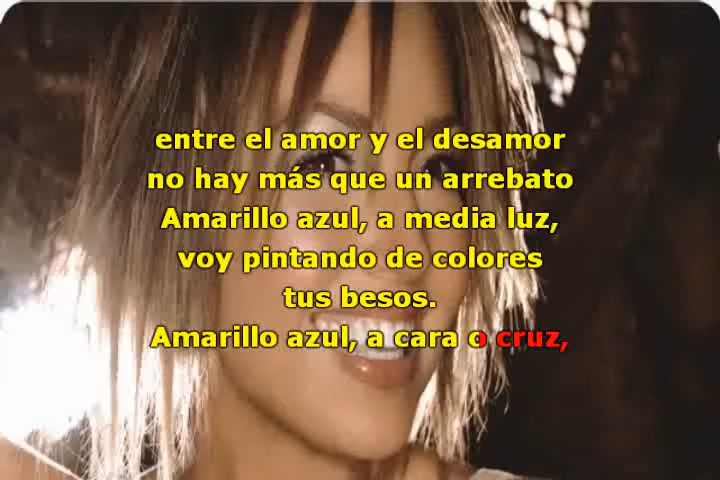 entre el amor y el desamor
no hay más que un arrebato
Amarillo azul, a media luz,
voy pintando de colores
tus besos.
Amarillo azul, a cara o cruz,